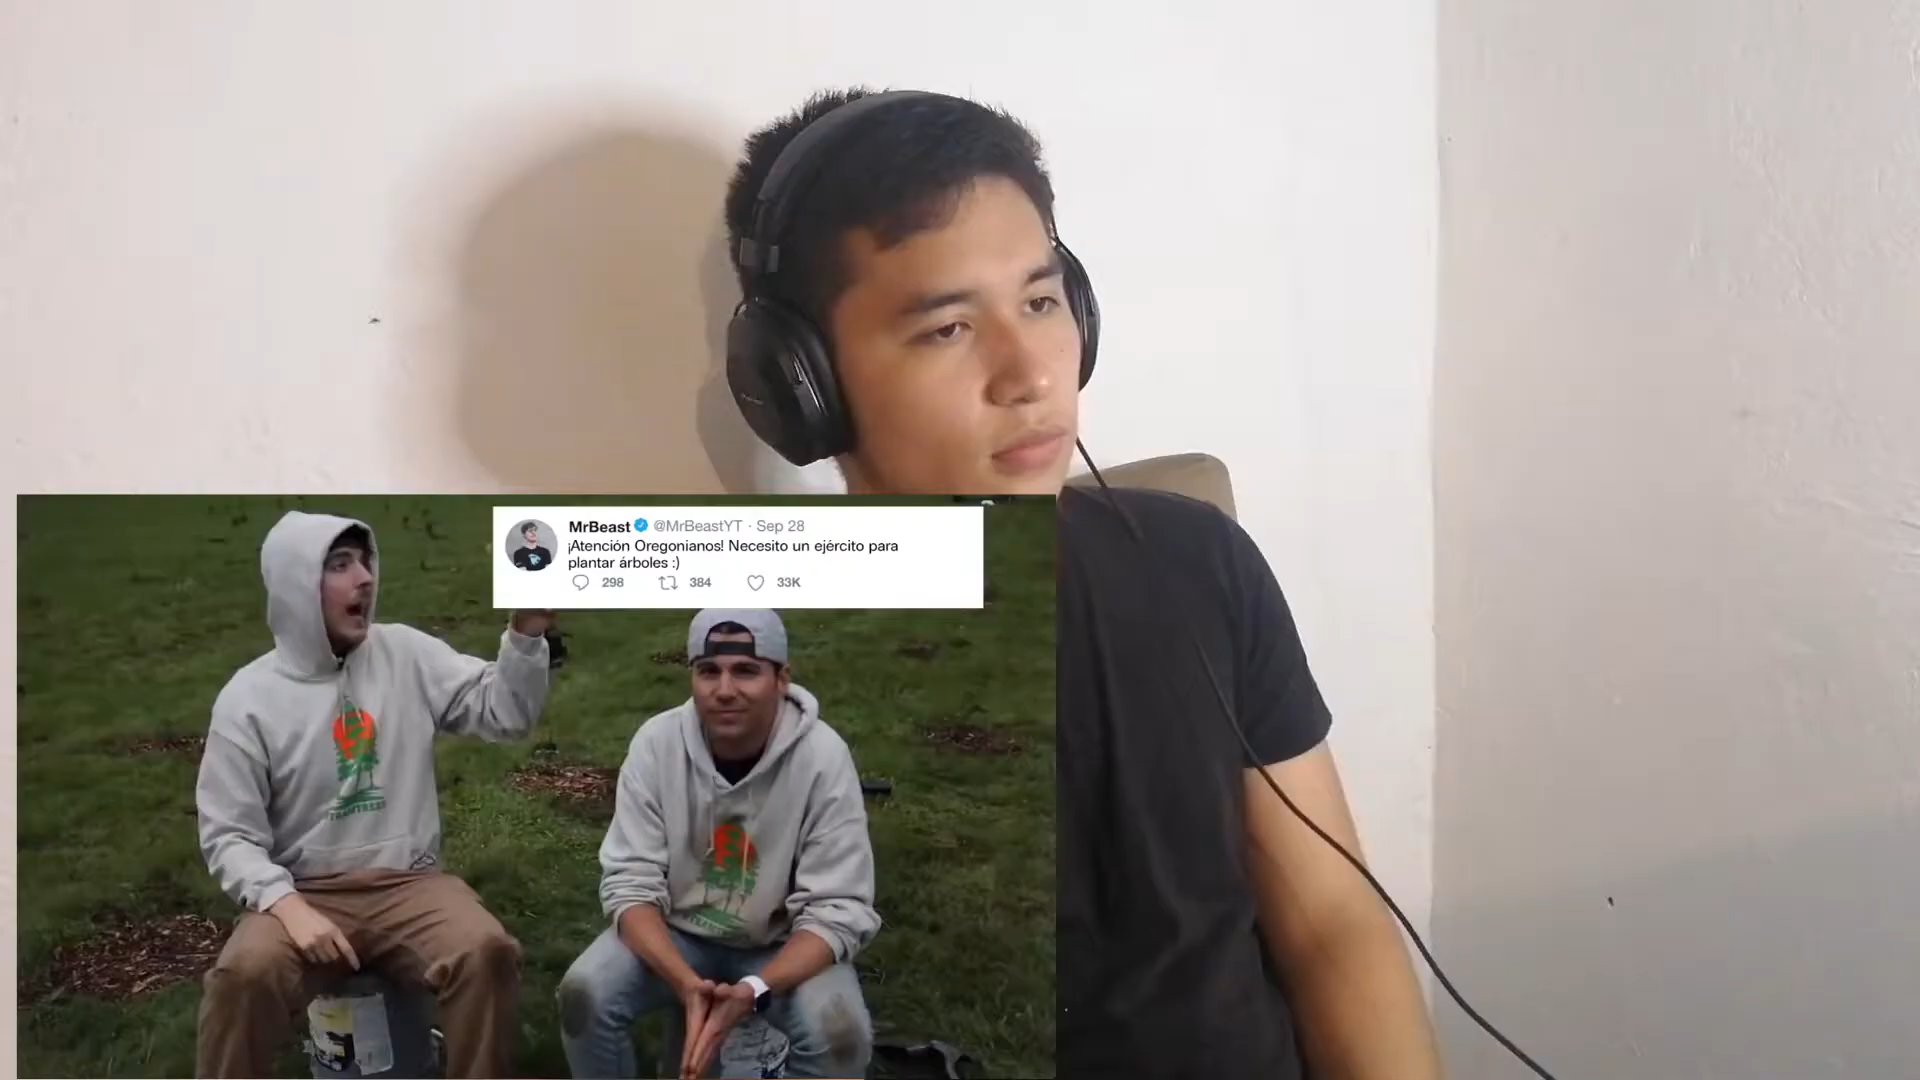 MrBeast @MrBeastYT · Sep 28
¡Atención Oregonianos! Necesito un ejército para
plantar árboles :)
298 384 33K